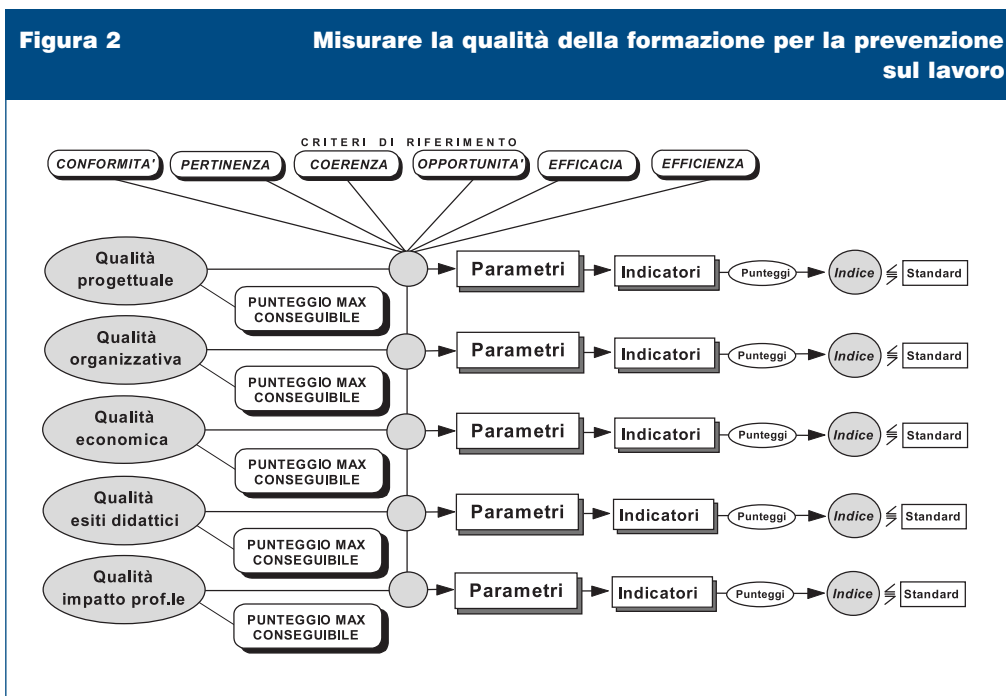 Figura 2
Misurare la qualità della formazione per la prevenzione
sul lavoro
CRITERI DI RIFERIMENTO
CONFORMITA' PERTINENZA COERENZA OPPORTUNITA' EFFICACIA EFFICIENZA
Qualità
progettuale
Parametri Indicatori Punteggi Indice ≦ Standard
PUNTEGGIO MAX
CONSEGUIBILE
Qualità
organizzativa
Parametri Indicatori Punteggi Indice ≦ Standard
PUNTEGGIO MAX
CONSEGUIBILE
Qualità
economica
Parametri Indicatori Punteggi Indice ≦ Standard
PUNTEGGIO MAX
CONSEGUIBILE
Qualità
esiti didattici
Parametri Indicatori Punteggi Indice ≦ Standard
PUNTEGGIO MAX
CONSEGUIBILE
Qualità
impatto prof.le
Parametri Indicatori Punteggi Indice ≦ Standard
PUNTEGGIO MAX
CONSEGUIBILE